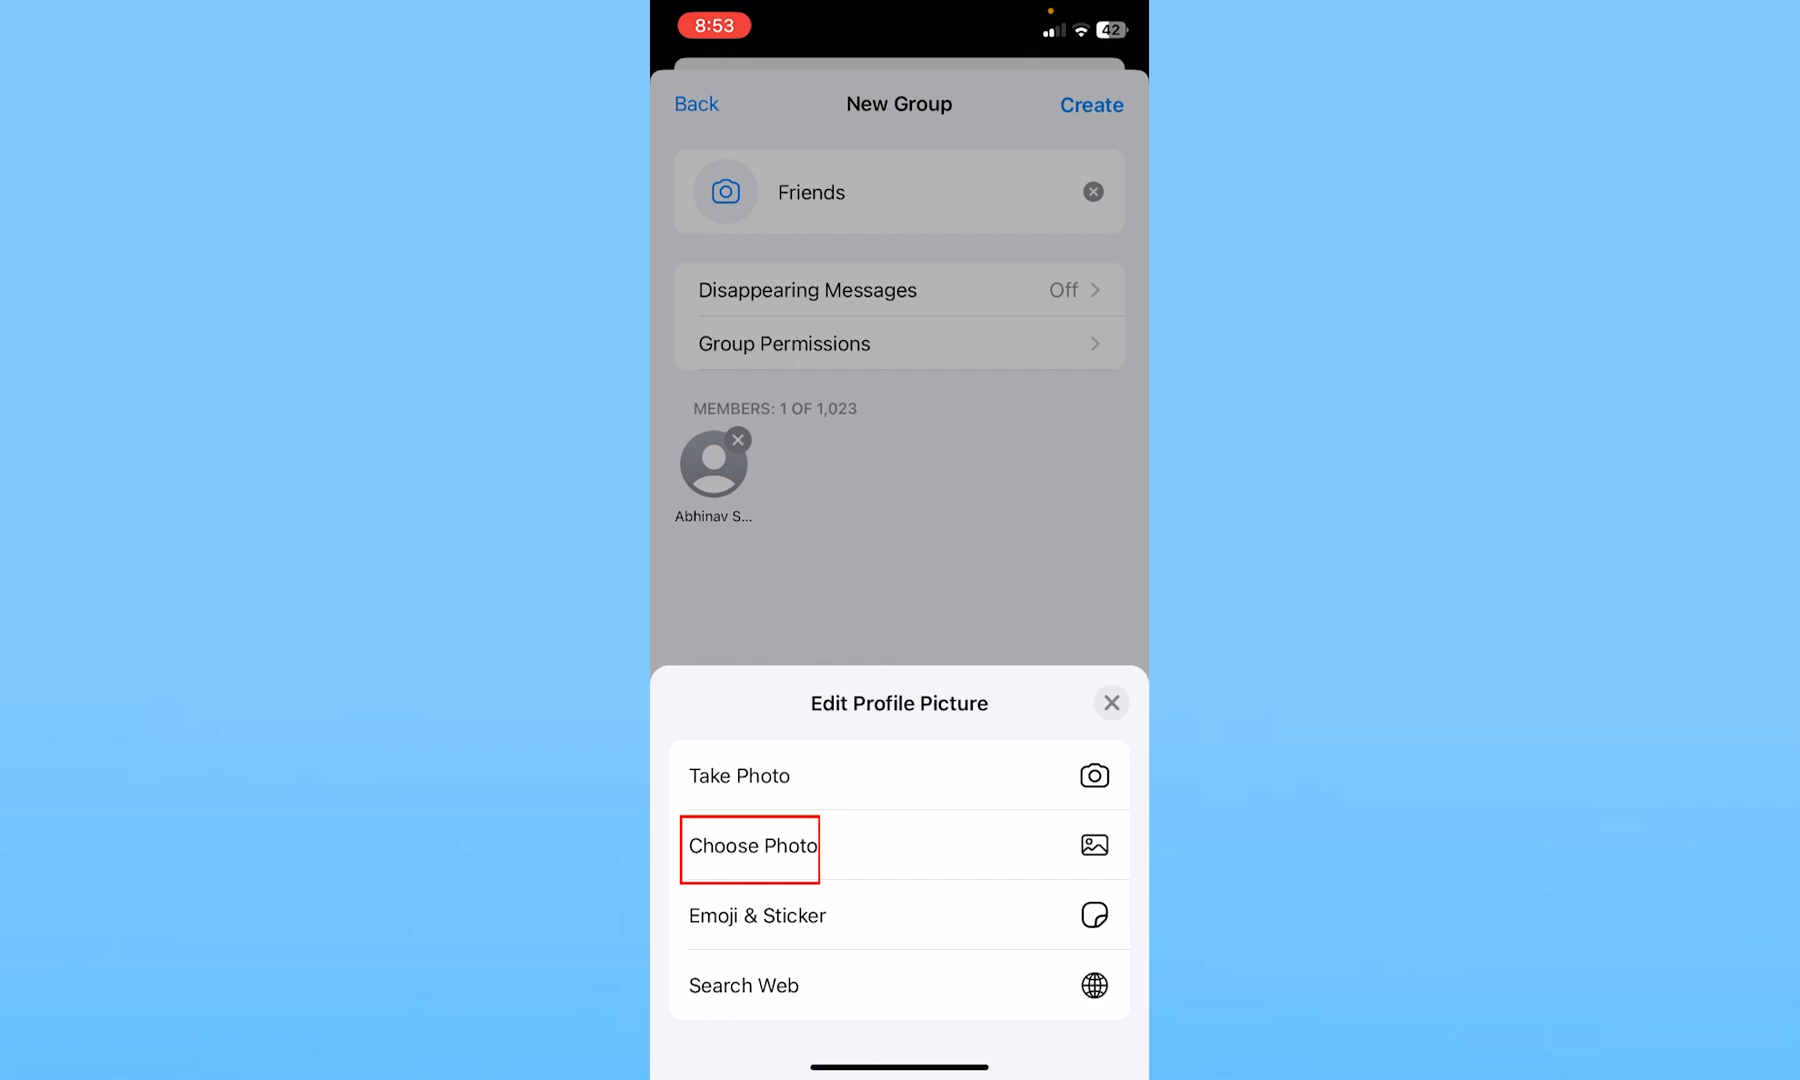 8:53
42
Back
New Group
Create
Friends
Disappearing Messages
Off
Group Permissions
MEMBERS: 1 OF 1,023
Abhinav S...
Edit Profile Picture
Take Photo
Choose Photo
Emoji & Sticker
Search Web